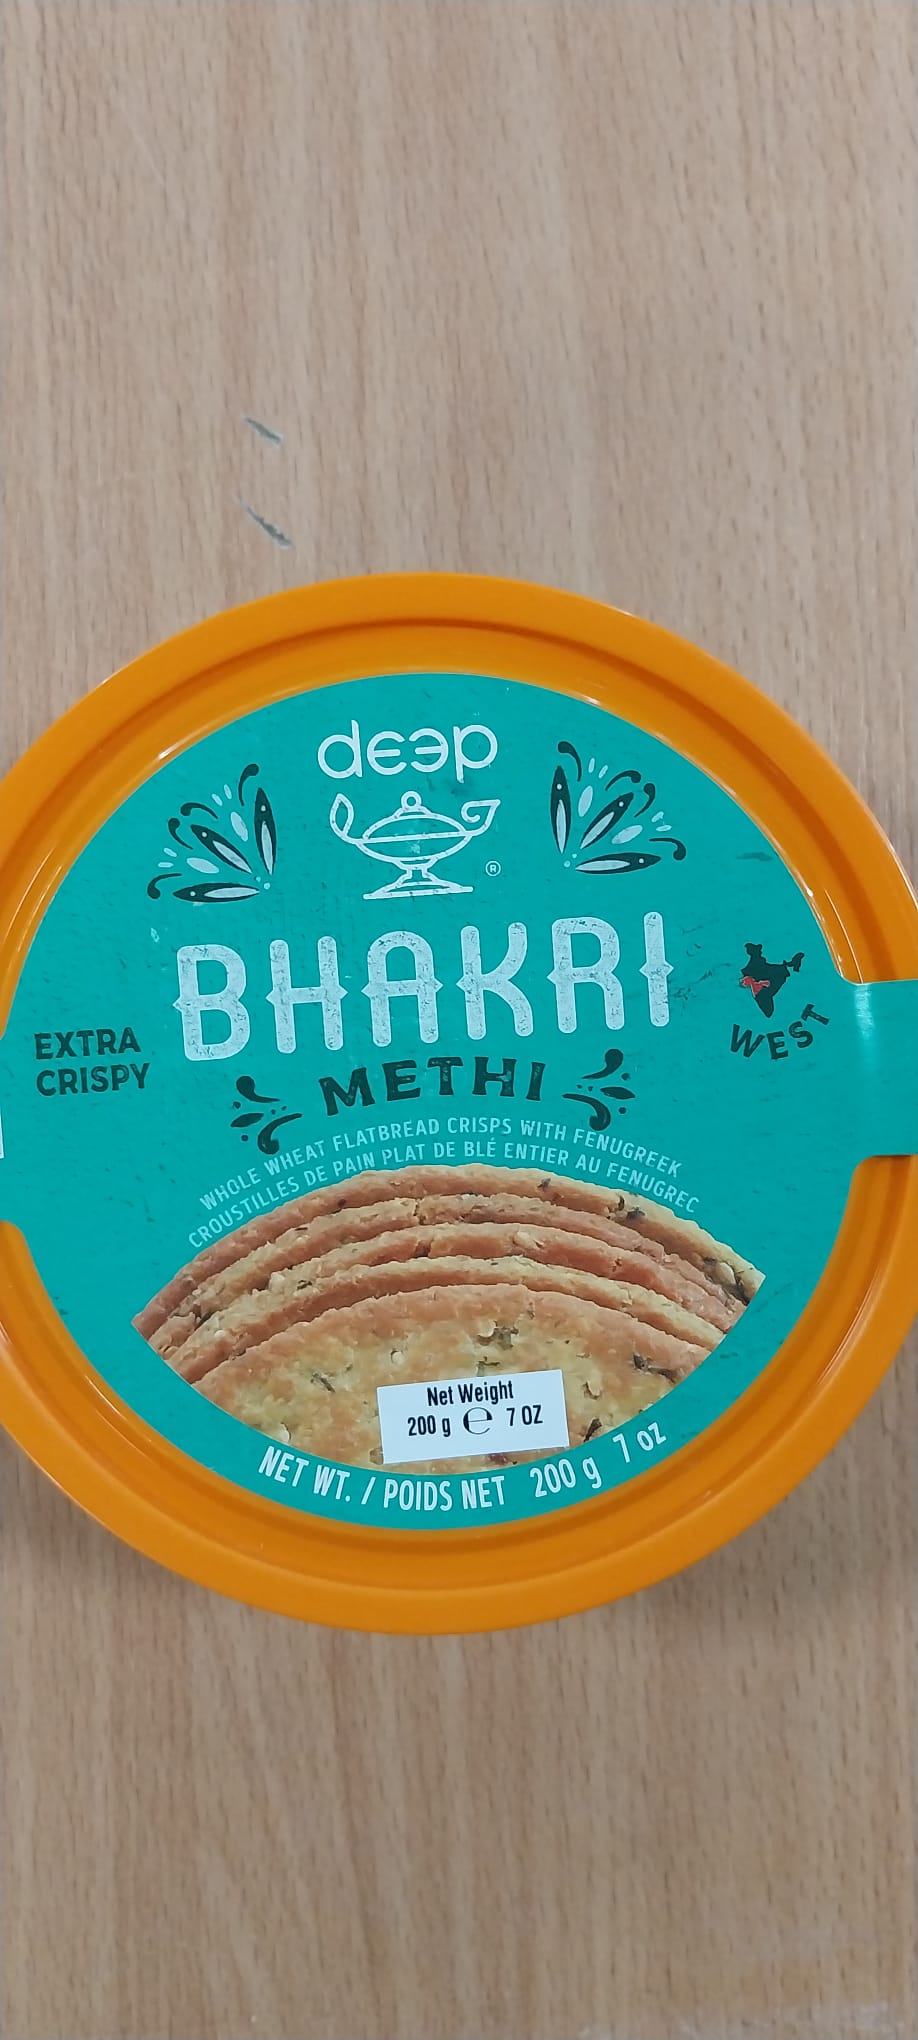 deep
®
BHAKRI
EXTRA
CRISPY
WEST
METHI
WHOLE WHEAT FLATBREAD CRISPS WITH FENUGREEK
CROUSTILLES DE PAIN PLAT DE BLÉ ENTIER AU FENUGREC
Net Weight
200 g ℮ 7 OZ
NET WT. / POIDS NET 200 g 7 oz